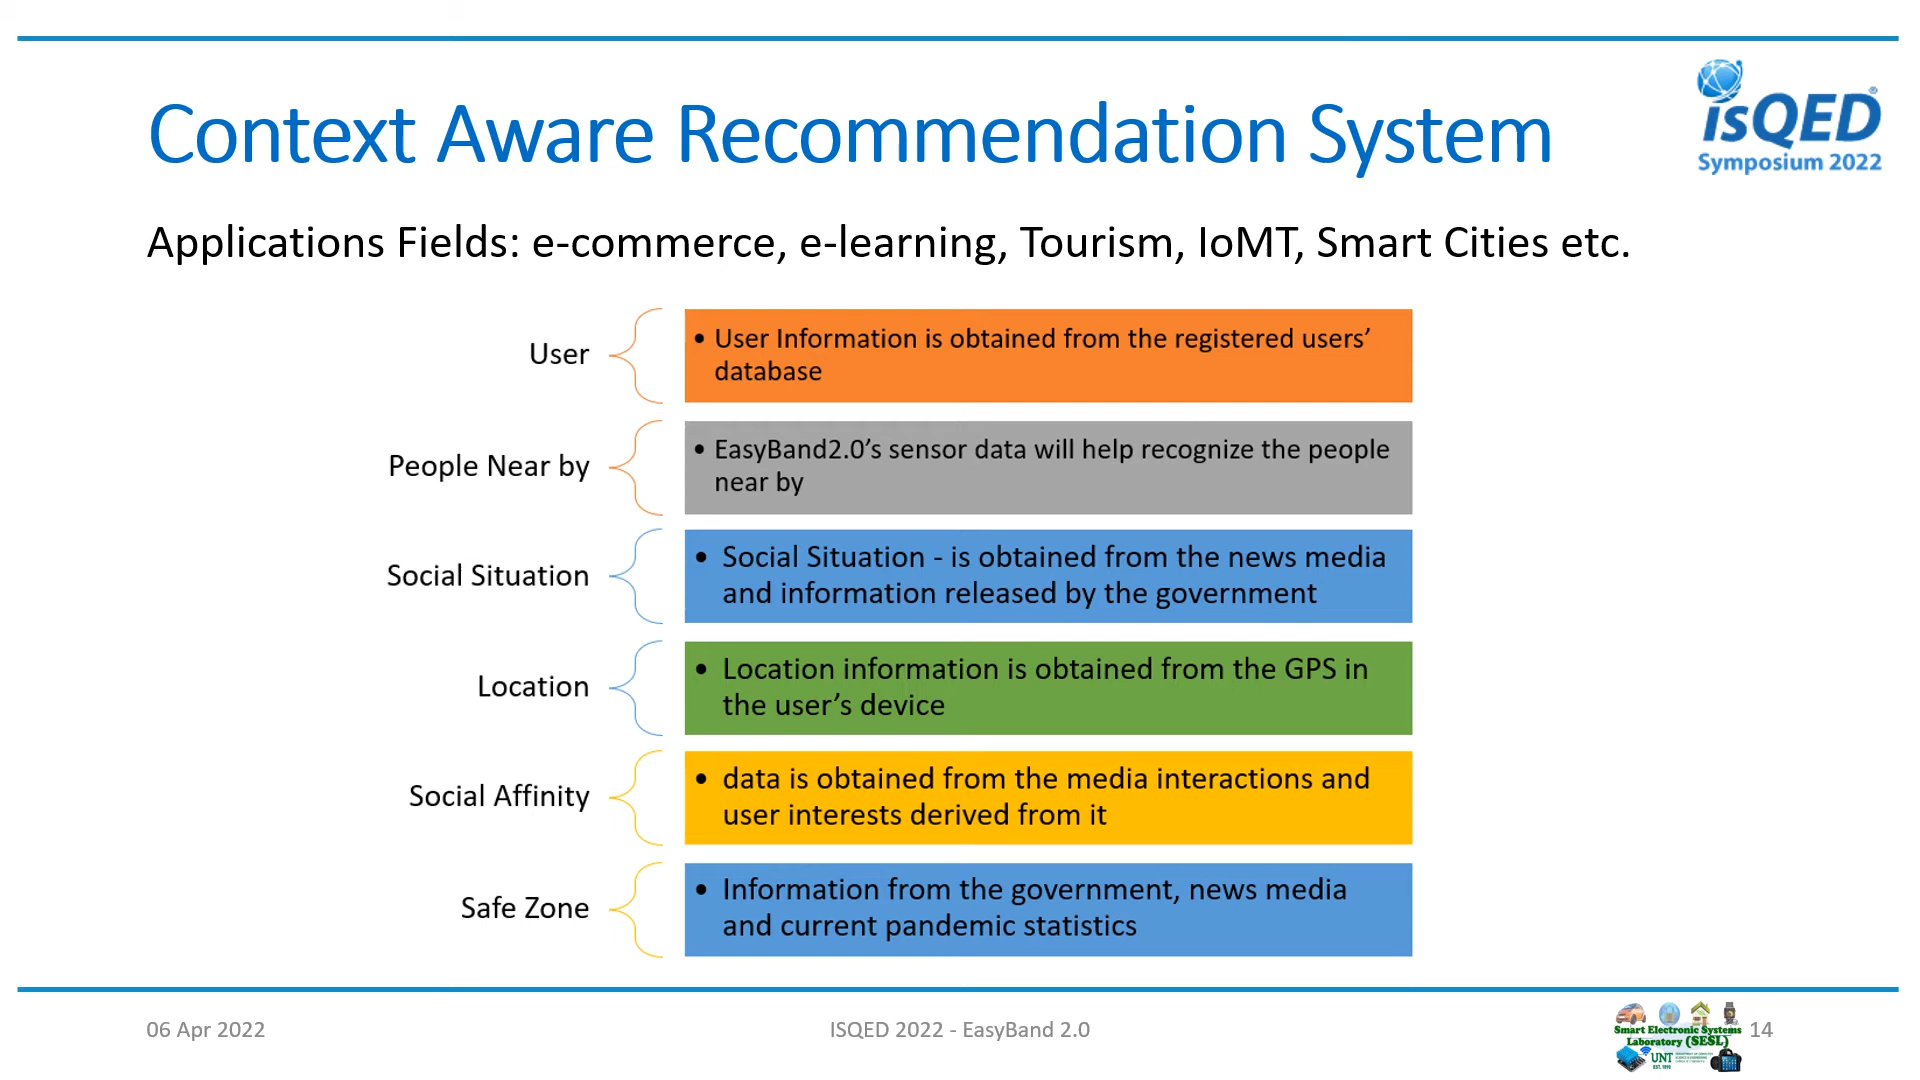 isQED®
Symposium 2022
Context Aware Recommendation System
Applications Fields: e-commerce, e-learning, Tourism, IoMT, Smart Cities etc.
User
• User Information is obtained from the registered users’
database
People Near by
• EasyBand2.0’s sensor data will help recognize the people
near by
Social Situation
• Social Situation - is obtained from the news media
and information released by the government
Location
• Location information is obtained from the GPS in
the user’s device
Social Affinity
• data is obtained from the media interactions and
user interests derived from it
Safe Zone
• Information from the government, news media
and current pandemic statistics
06 Apr 2022
ISQED 2022 - EasyBand 2.0
Smart Electronic Systems
Laboratory (SESL)
UNT
EST. 1890
14